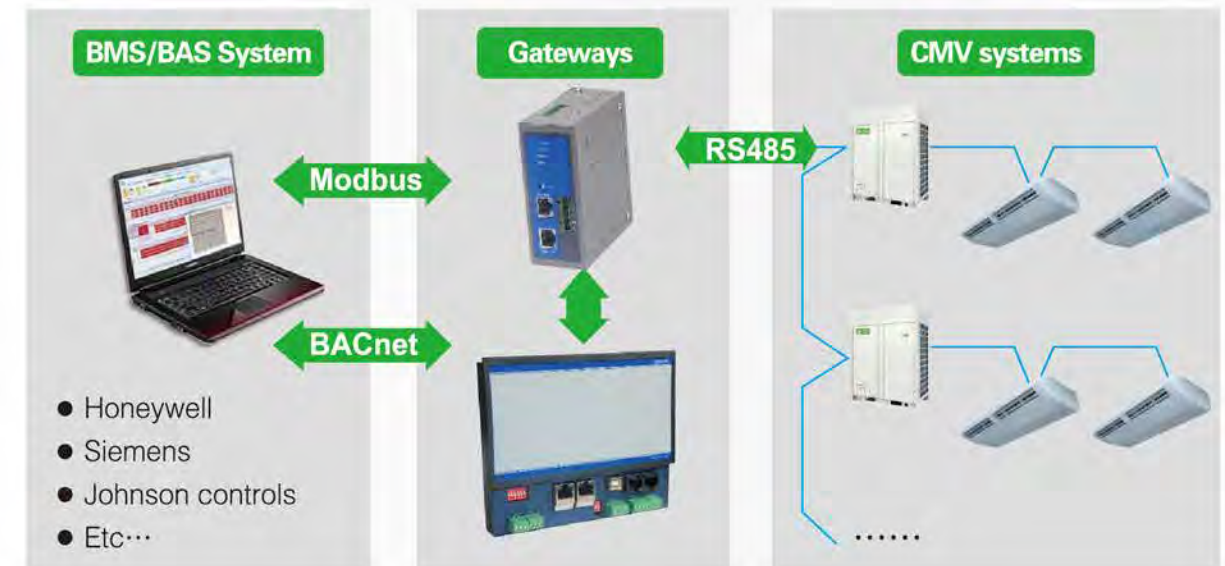 BMS/BAS System
Gateways
CMV systems
Modbus
RS485
BACnet
● Honeywell
● Siemens
● Johnson controls
● Etc…
……